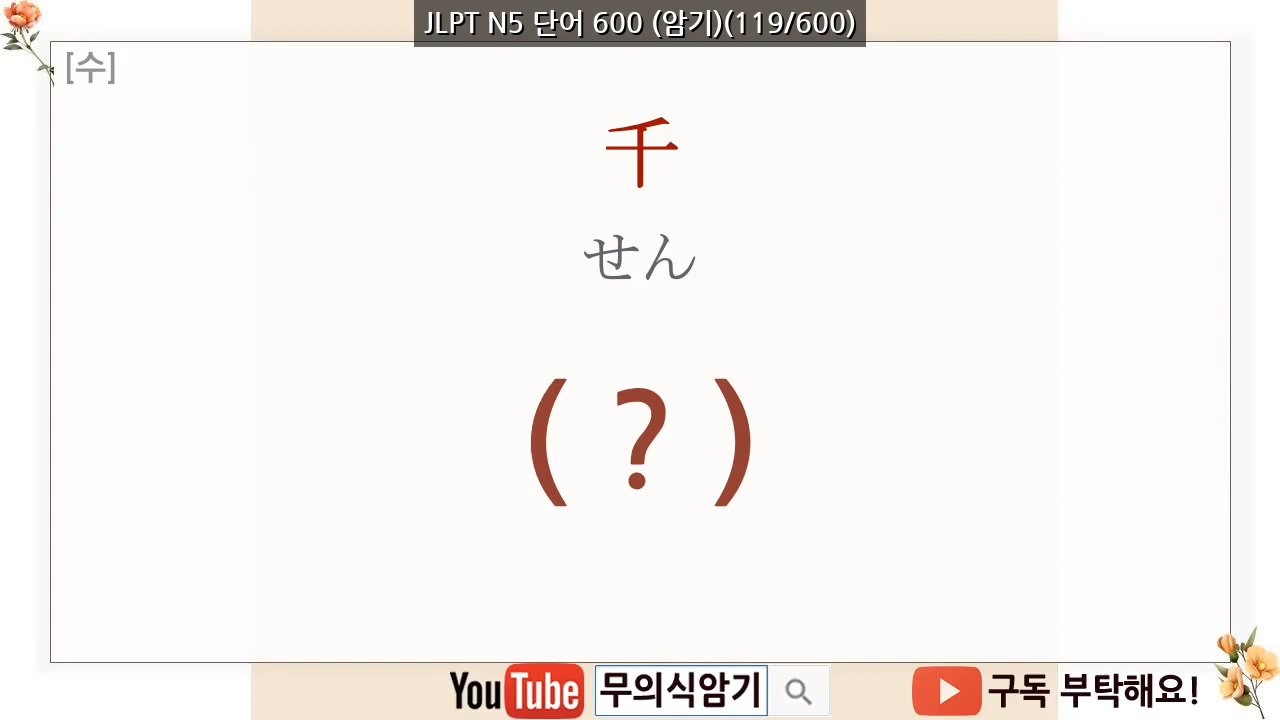 JLPT N5 단어 600 (암기)(119/600)
[수]
千
せん
( ? )
YouTube 무의식암기 구독 부탁해요!